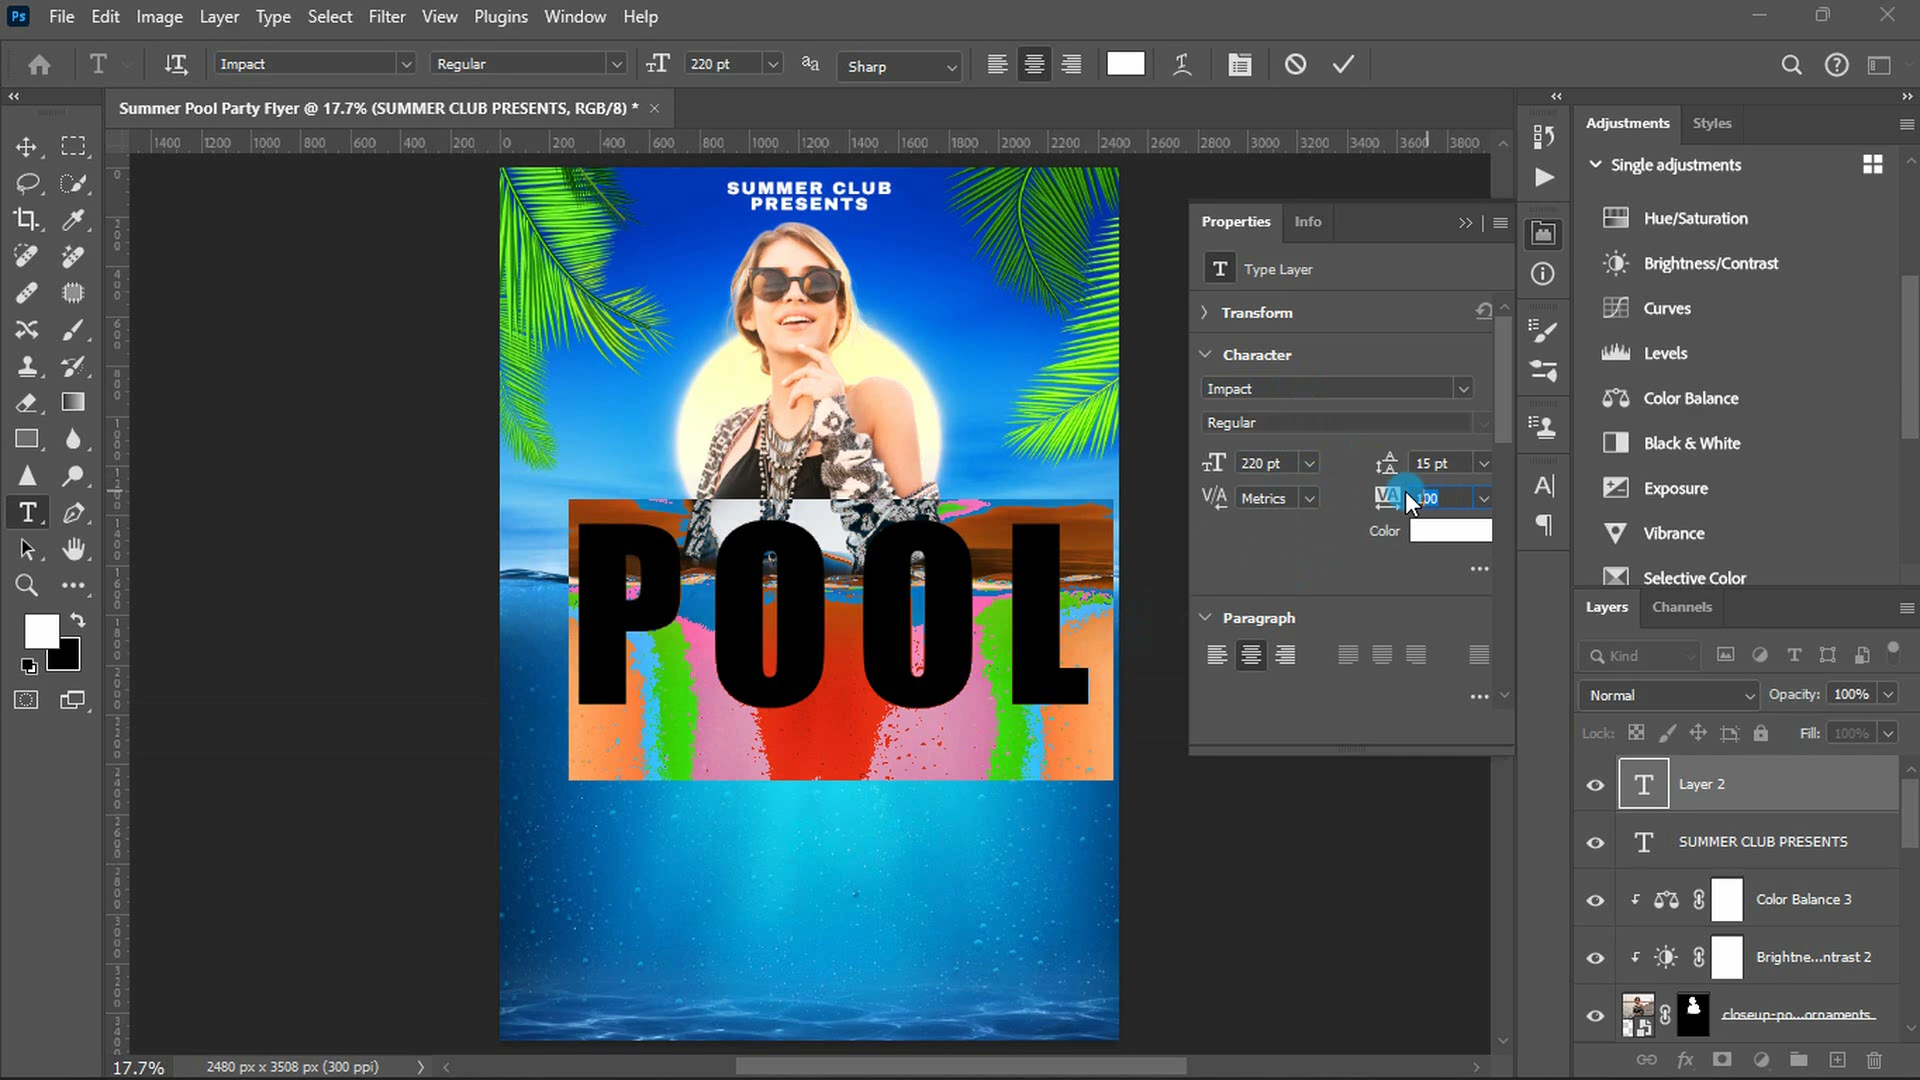 Ps File Edit Image Layer Type Select Filter View Plugins Window Help
Impact Regular 220 pt Sharp
Summer Pool Party Flyer @ 17.7% (SUMMER CLUB PRESENTS, RGB/8) *
1400 1200 1000 800 600 400 200 0 200 400 600 800 1000 1200 1400 1600 1800 2000 2200 2400 2600 2800 3000 3200 3400 3600 3800
SUMMER CLUB
PRESENTS
POOL
Properties Info
T Type Layer
Transform
Character
Impact
Regular
220 pt 15 pt
Metrics 100
Color
Paragraph
Adjustments Styles
Single adjustments
Hue/Saturation
Brightness/Contrast
Curves
Levels
Color Balance
Black & White
Exposure
Vibrance
Selective Color
Layers Channels
Kind
Normal Opacity: 100%
Lock: Fill: 100%
T Layer 2
T SUMMER CLUB PRESENTS
Color Balance 3
Brightne...ntrast 2
closeup-po...ornaments
17.7% 2480 px x 3508 px (300 ppi)